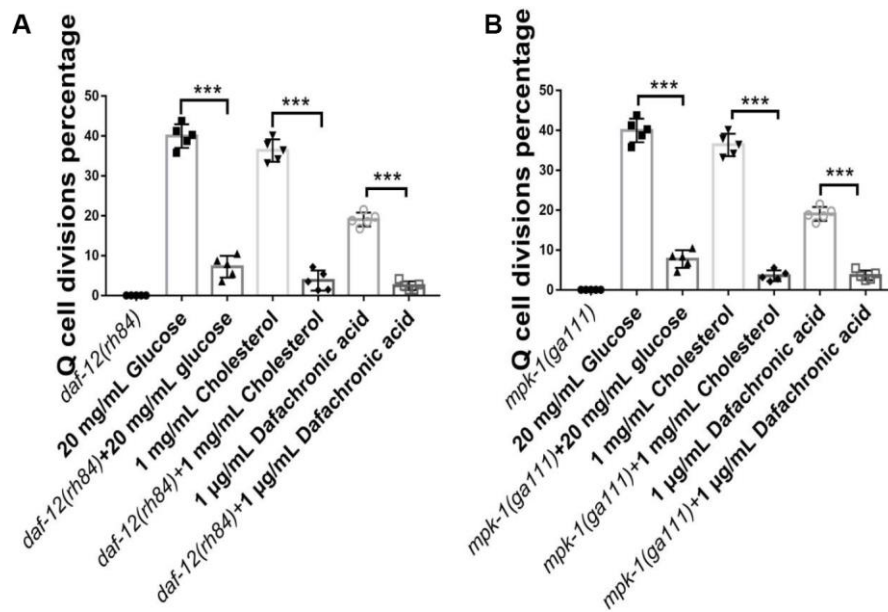 A
Q cell divisions percentage
50
40
30
20
10
0
***
***
***
daf-12(rh84)
20 mg/mL Glucose
daf-12(rh84)+20 mg/mL glucose
1 mg/mL Cholesterol
daf-12(rh84)+1 mg/mL Cholesterol
1 µg/mL Dafachronic acid
daf-12(rh84)+1 µg/mL Dafachronic acid
B
Q cell divisions percentage
50
40
30
20
10
0
***
***
***
mpk-1(ga111)
20 mg/mL Glucose
mpk-1(ga111)+20 mg/mL glucose
1 mg/mL Cholesterol
mpk-1(ga111)+1 mg/mL Cholesterol
1 µg/mL Dafachronic acid
mpk-1(ga111)+1 µg/mL Dafachronic acid